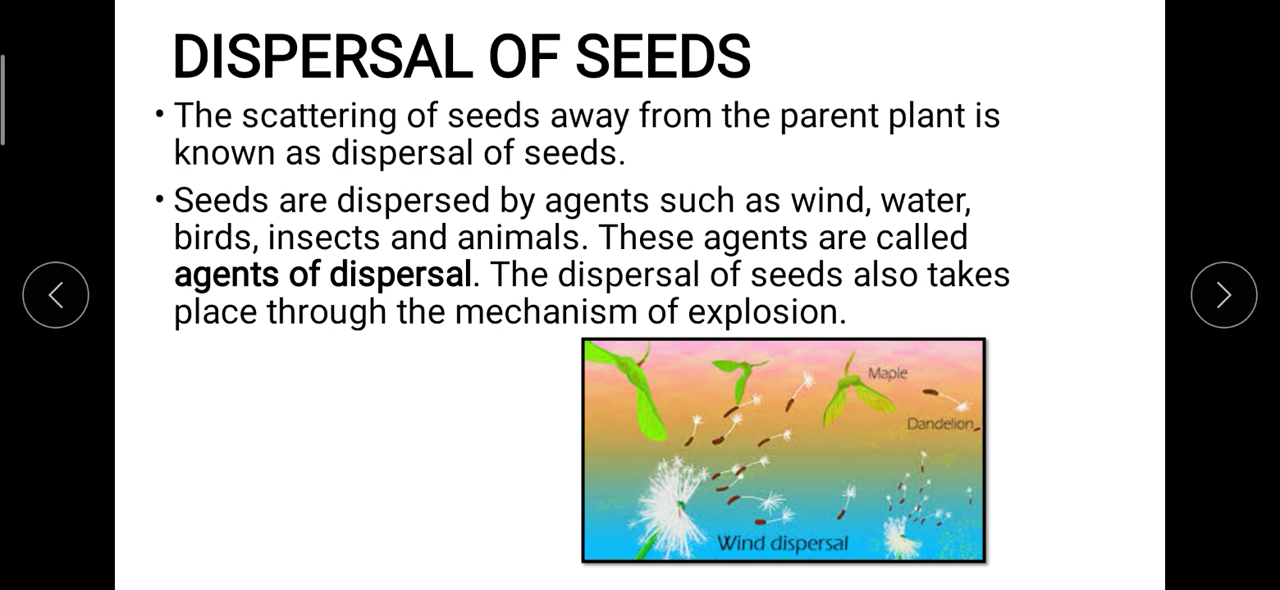 DISPERSAL OF SEEDS
• The scattering of seeds away from the parent plant is
known as dispersal of seeds.
• Seeds are dispersed by agents such as wind, water,
birds, insects and animals. These agents are called
agents of dispersal. The dispersal of seeds also takes
place through the mechanism of explosion.
Maple
Dandelion
Wind dispersal